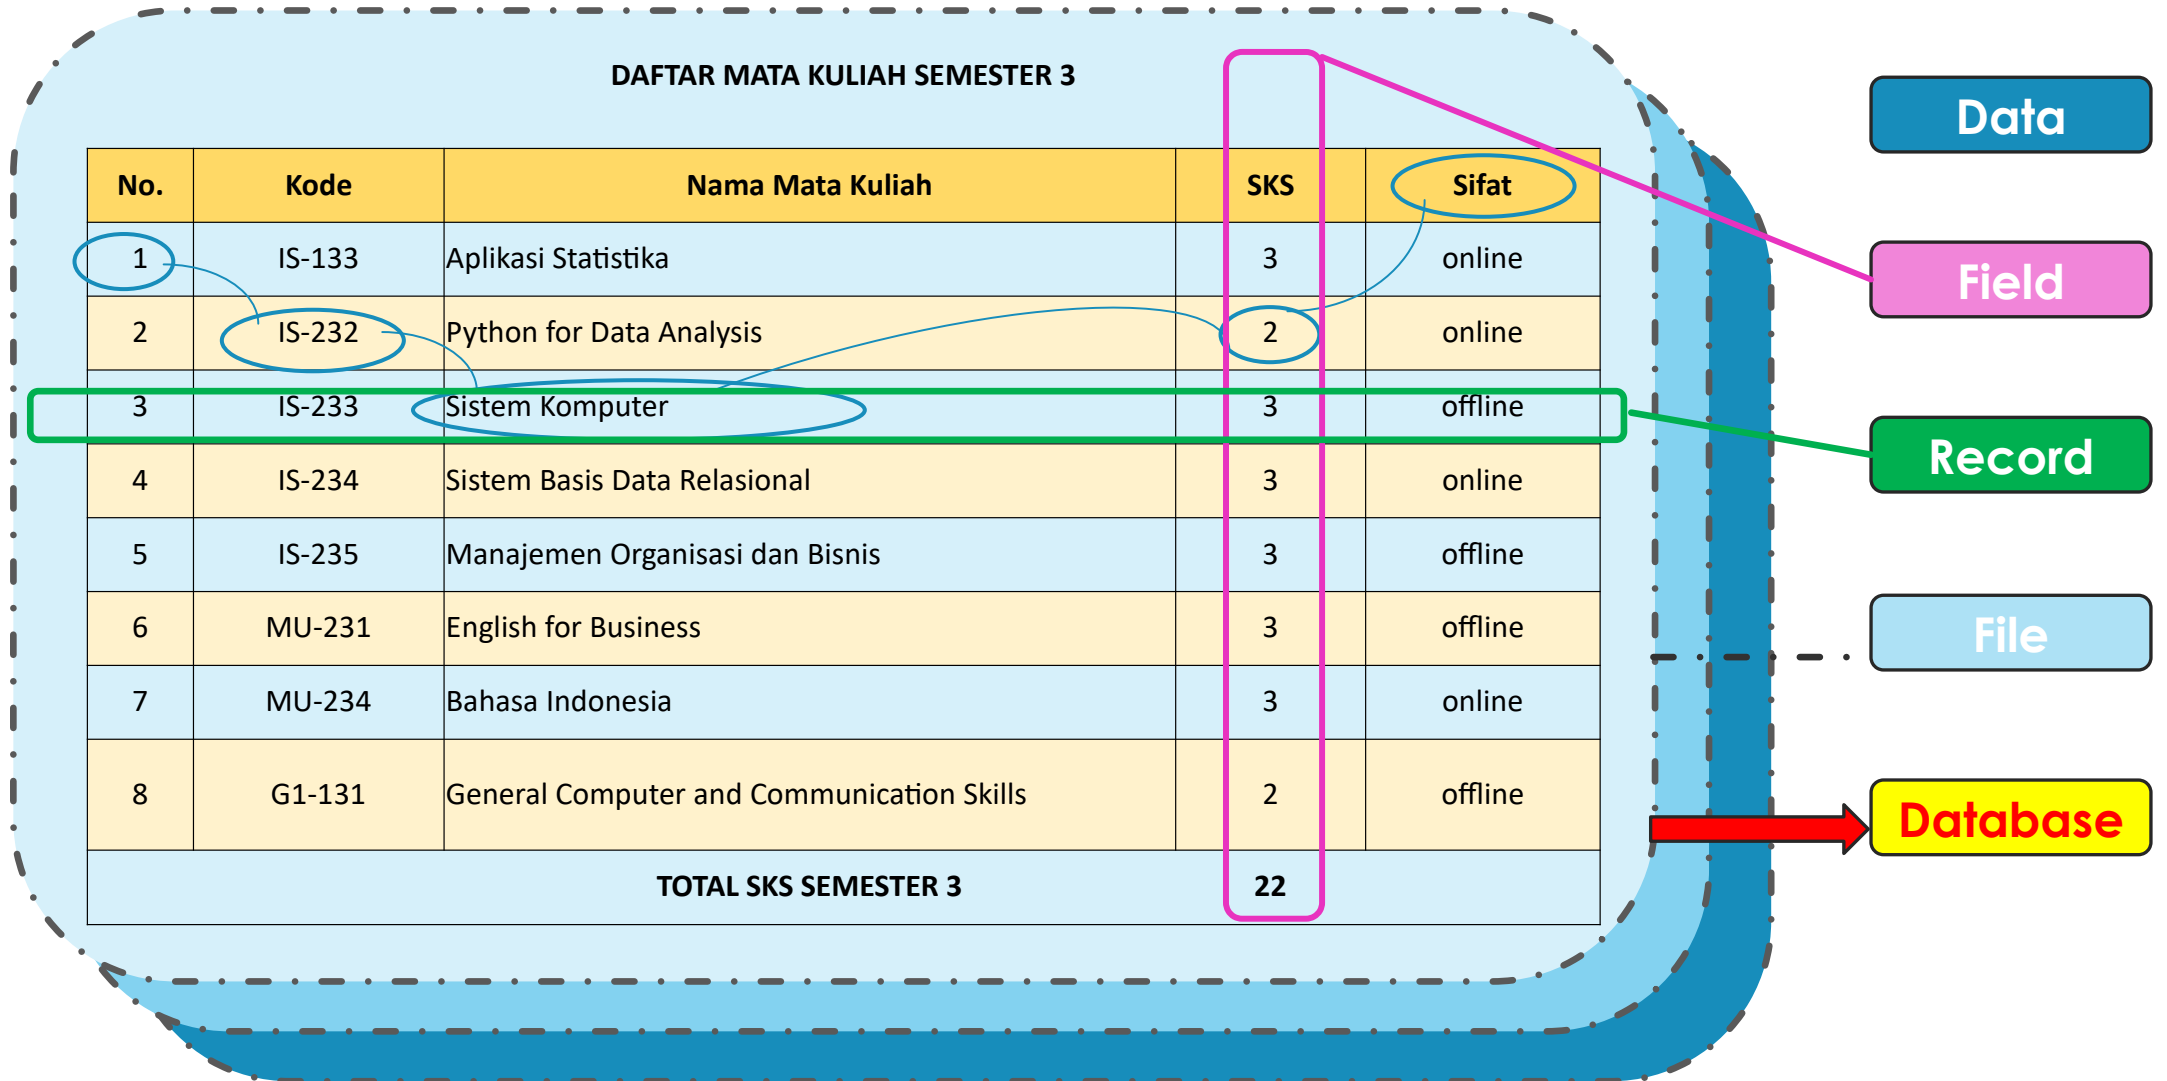 DAFTAR MATA KULIAH SEMESTER 3
No. Kode Nama Mata Kuliah SKS Sifat
1 IS-133 Aplikasi Statistika 3 online
2 IS-232 Python for Data Analysis 2 online
3 IS-233 Sistem Komputer 3 offline
4 IS-234 Sistem Basis Data Relasional 3 online
5 IS-235 Manajemen Organisasi dan Bisnis 3 offline
6 MU-231 English for Business 3 offline
7 MU-234 Bahasa Indonesia 3 online
8 G1-131 General Computer and Communication Skills 2 offline
TOTAL SKS SEMESTER 3 22
Data
Field
Record
File
Database